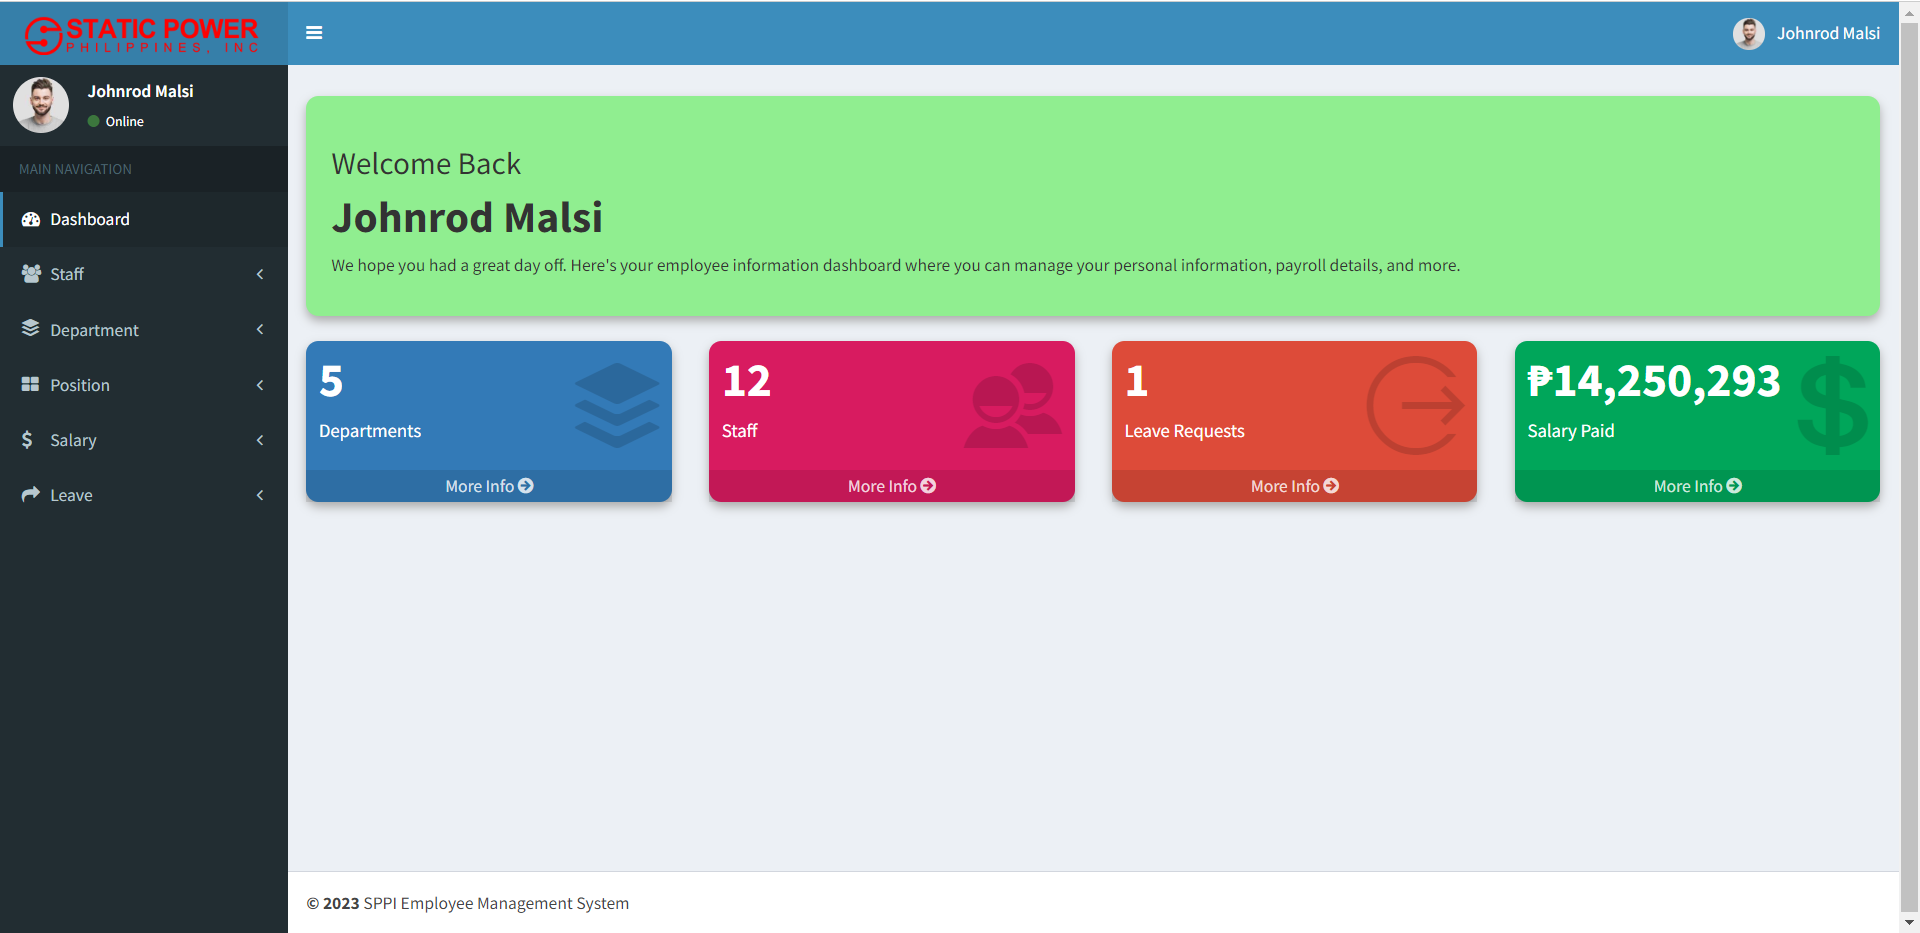 STATIC POWER
PHILIPPINES, INC
Johnrod Malsi
Johnrod Malsi
Online
MAIN NAVIGATION
Dashboard
Staff
Department
Position
Salary
Leave
Welcome Back
Johnrod Malsi
We hope you had a great day off. Here's your employee information dashboard where you can manage your personal information, payroll details, and more.
5
Departments
More Info
12
Staff
More Info
1
Leave Requests
More Info
₱14,250,293
Salary Paid
More Info
© 2023 SPPI Employee Management System